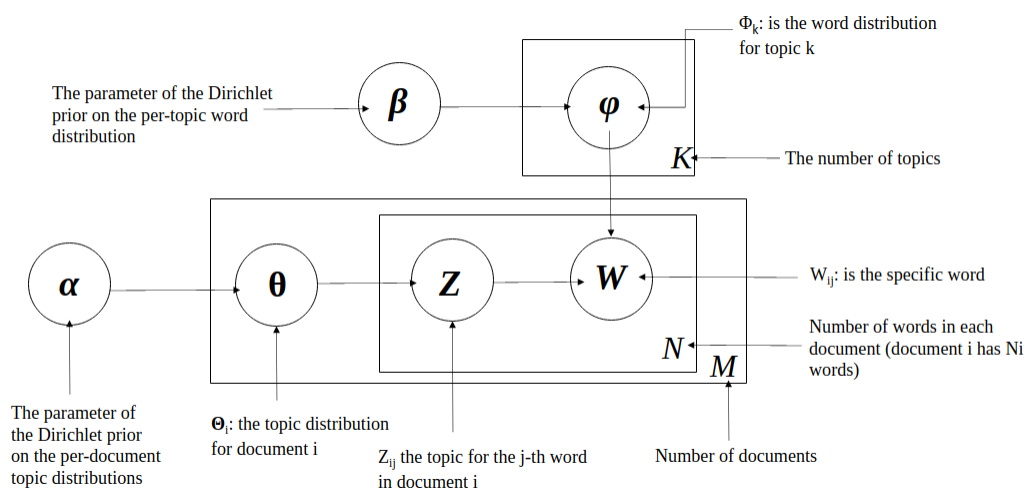 Φk: is the word distribution
for topic k
The parameter of the Dirichlet
prior on the per-topic word
distribution
β
φ
K
The number of topics
α
θ
Z
W
Wij: is the specific word
Number of words in each
document (document i has Ni
words)
N
M
The parameter of
the Dirichlet prior
on the per-document
topic distributions
Θi: the topic distribution
for document i
Zij the topic for the j-th word
in document i
Number of documents